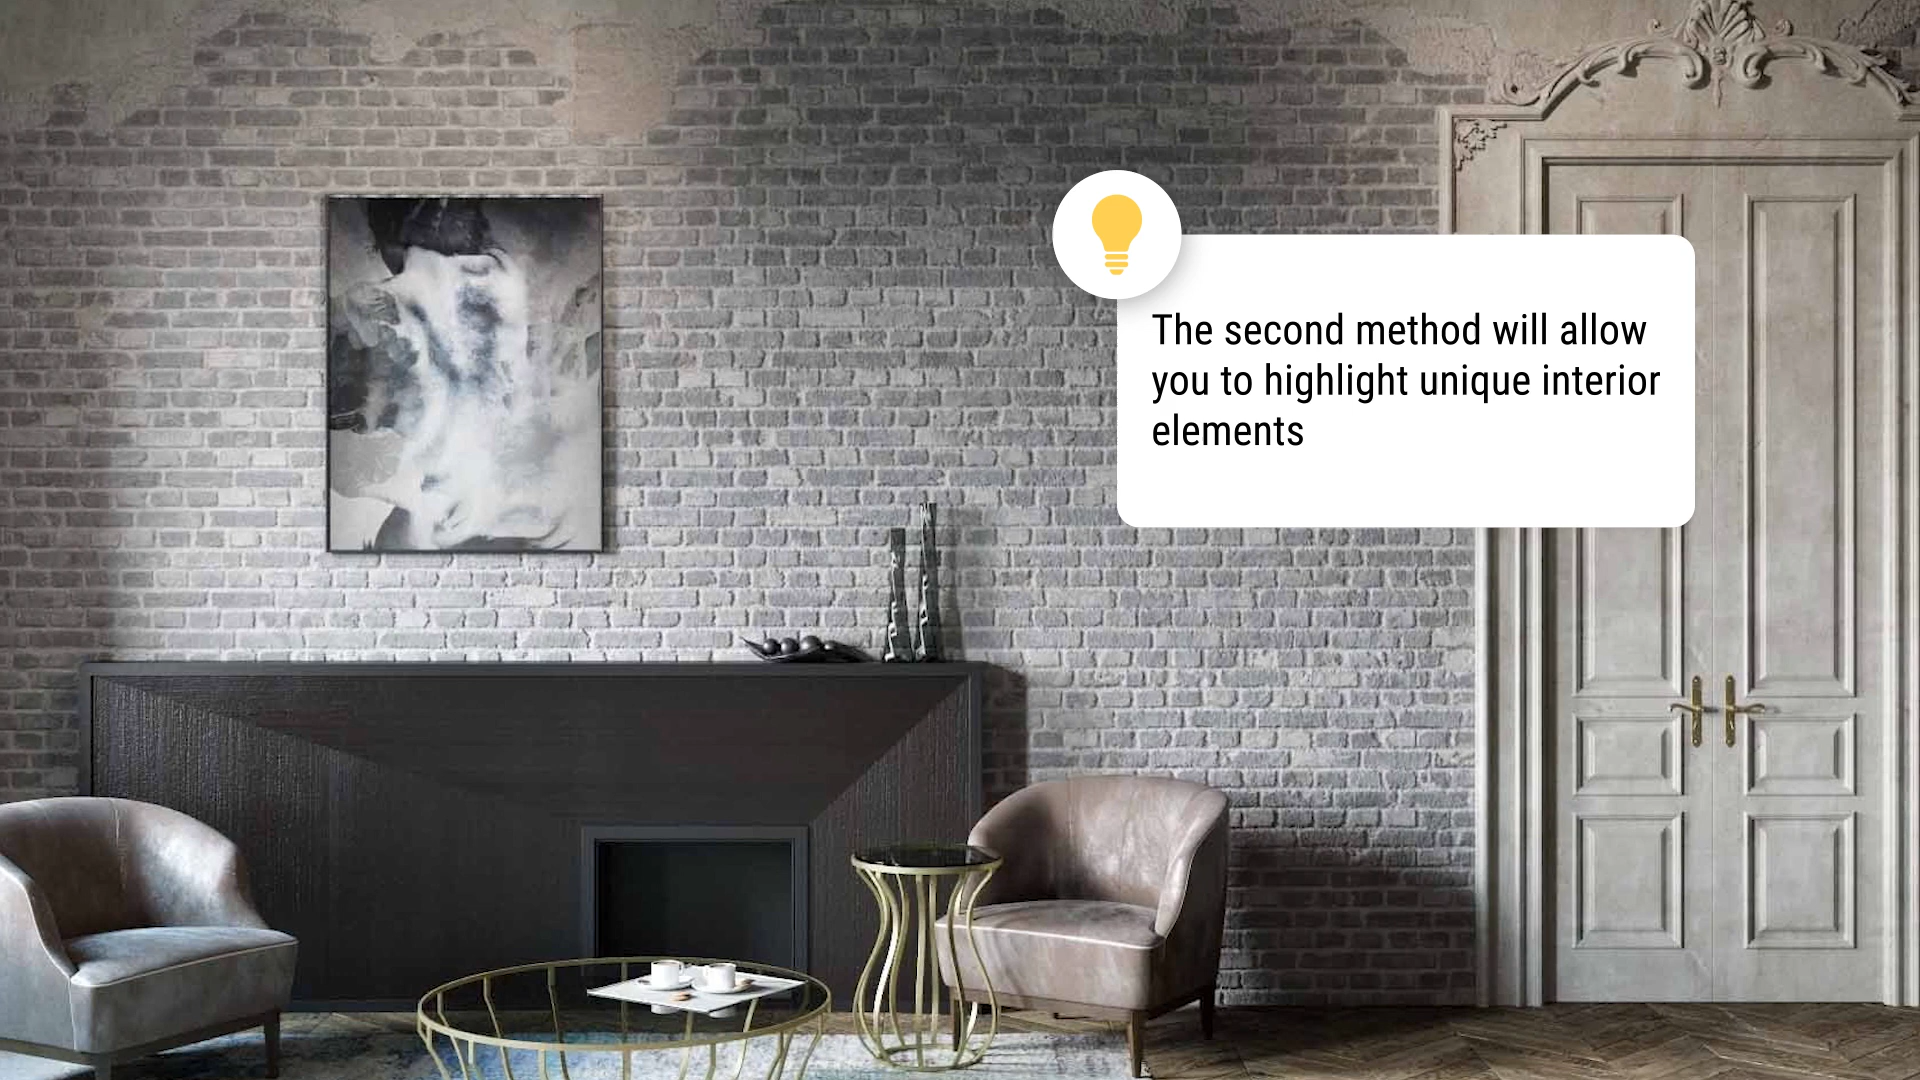 The second method will allow
you to highlight unique interior
elements